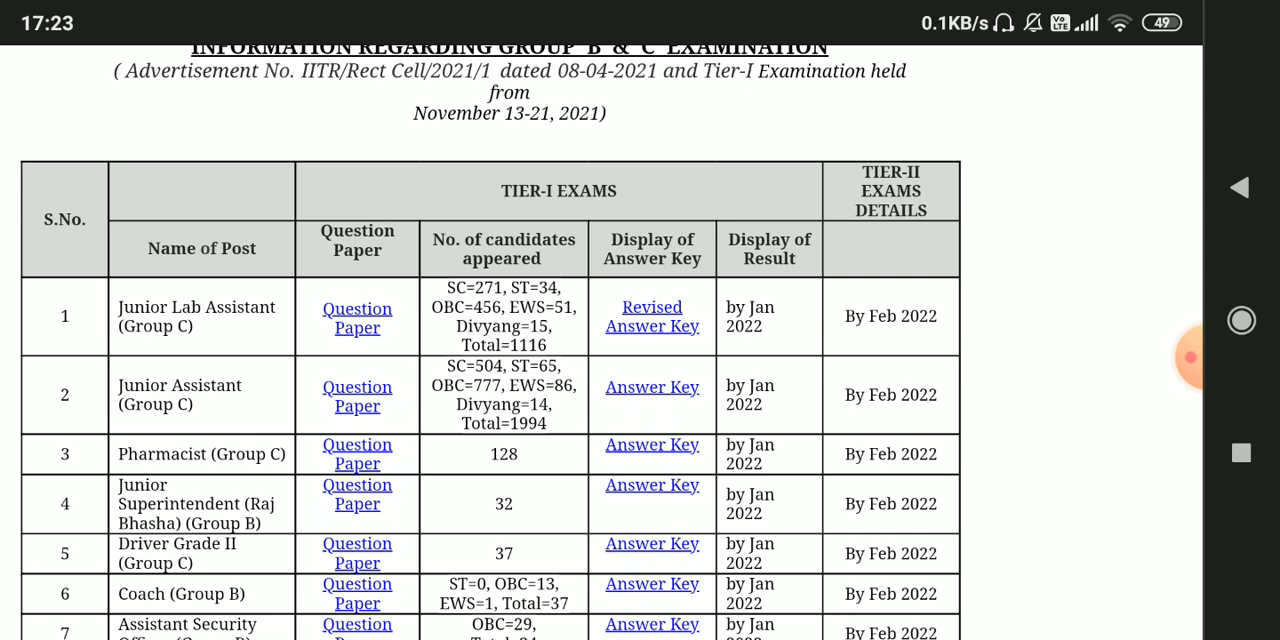 17:23
0.1KB/s Vo LTE 49
INFORMATION REGARDING GROUP B & C EXAMINATION
( Advertisement No. IITR/Rect Cell/2021/1 dated 08-04-2021 and Tier-I Examination held
from
November 13-21, 2021)
S.No.
TIER-I EXAMS
TIER-II
EXAMS
DETAILS
Name of Post
Question
Paper
No. of candidates
appeared
Display of
Answer Key
Display of
Result
1
Junior Lab Assistant
(Group C)
Question
Paper
SC=271, ST=34,
OBC=456, EWS=51,
Divyang=15,
Total=1116
Revised
Answer Key
by Jan
2022
By Feb 2022
2
Junior Assistant
(Group C)
Question
Paper
SC=504, ST=65,
OBC=777, EWS=86,
Divyang=14,
Total=1994
Answer Key
by Jan
2022
By Feb 2022
3
Pharmacist (Group C)
Question
Paper
128
Answer Key
by Jan
2022
By Feb 2022
4
Junior
Superintendent (Raj
Bhasha) (Group B)
Question
Paper
32
Answer Key
by Jan
2022
By Feb 2022
5
Driver Grade II
(Group C)
Question
Paper
37
Answer Key
by Jan
2022
By Feb 2022
6
Coach (Group B)
Question
Paper
ST=0, OBC=13,
EWS=1, Total=37
Answer Key
by Jan
2022
By Feb 2022
7
Assistant Security
Question
OBC=29,
Answer Key
by Jan
By Feb 2022